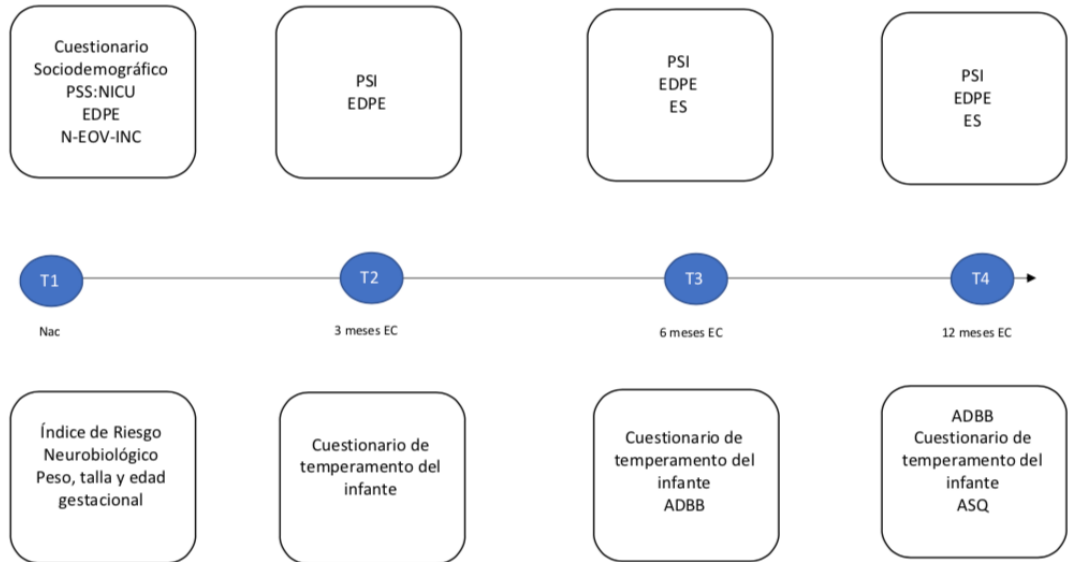 Cuestionario
Sociodemográfico
PSS:NICU
EDPE
N-EOV-INC
PSI
EDPE
PSI
EDPE
ES
PSI
EDPE
ES
T1
T2
T3
T4
Nac
3 meses EC
6 meses EC
12 meses EC
Índice de Riesgo
Neurobiológico
Peso, talla y edad
gestacional
Cuestionario de
temperamento del
infante
Cuestionario de
temperamento del
infante
ADBB
ADBB
Cuestionario de
temperamento del
infante
ASQ